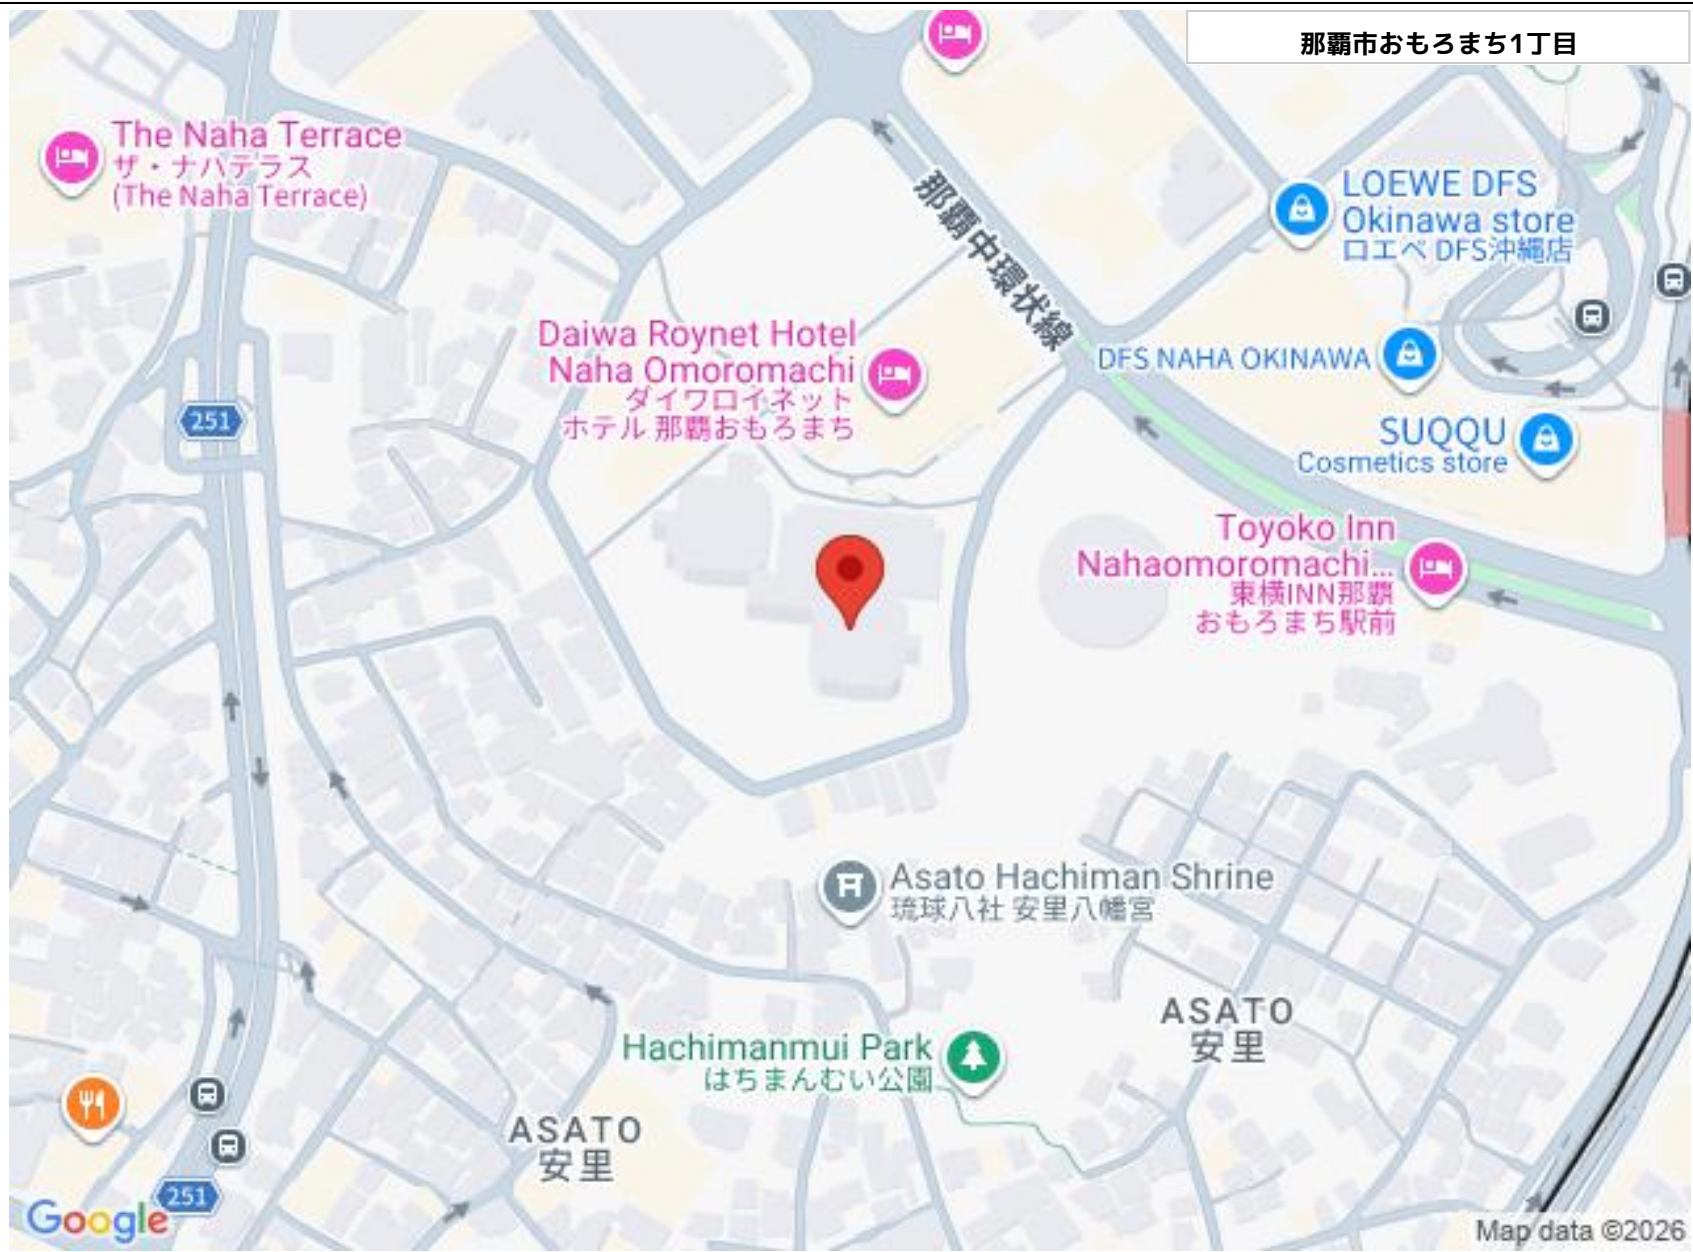 那覇市おもろまち1丁目
The Naha Terrace
ザ・ナハテラス
(The Naha Terrace)
那覇中環状線
LOEWE DFS
Okinawa store
ロエベ DFS沖縄店
Daiwa Roynet Hotel
Naha Omoromachi
ダイワロイネット
ホテル 那覇おもろまち
DFS NAHA OKINAWA
251
SUQQU
Cosmetics store
Toyoko Inn
Nahaomoromachi...
東横INN那覇
おもろまち駅前
Asato Hachiman Shrine
琉球八社 安里八幡宮
ASATO
安里
Hachimanmui Park
はちまんむい公園
ASATO
安里
251
Google
Map data ©2026